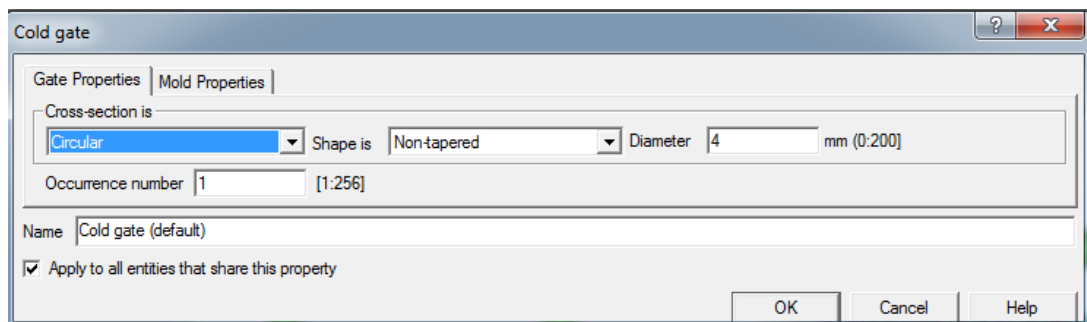 Cold gate
Gate Properties Mold Properties
Cross-section is
Circular Shape is Non-tapered Diameter 4 mm (0:200]
Occurrence number 1 [1:256]
Name Cold gate (default)
Apply to all entities that share this property
OK Cancel Help